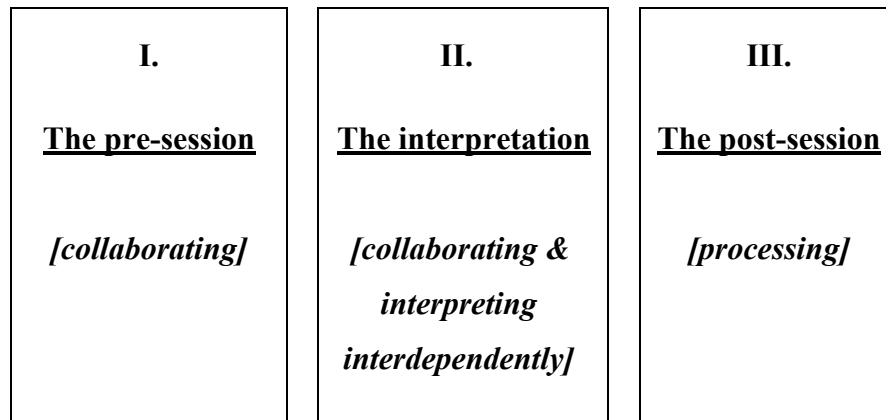 I.
The pre-session
[collaborating]
II.
The interpretation
[collaborating &
interpreting
interdependently]
III.
The post-session
[processing]